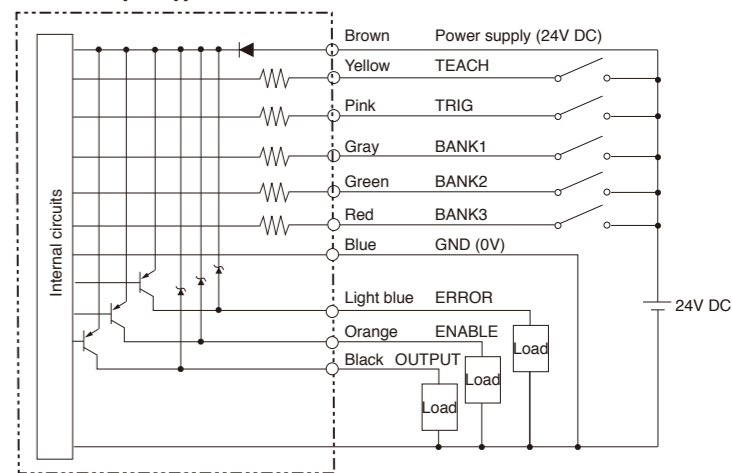 Brown Power supply (24V DC)
Yellow TEACH
Pink TRIG
Gray BANK1
Green BANK2
Red BANK3
Blue GND (0V)
Internal circuits
Light blue ERROR
24V DC
Orange ENABLE
Load
Black OUTPUT
Load
Load